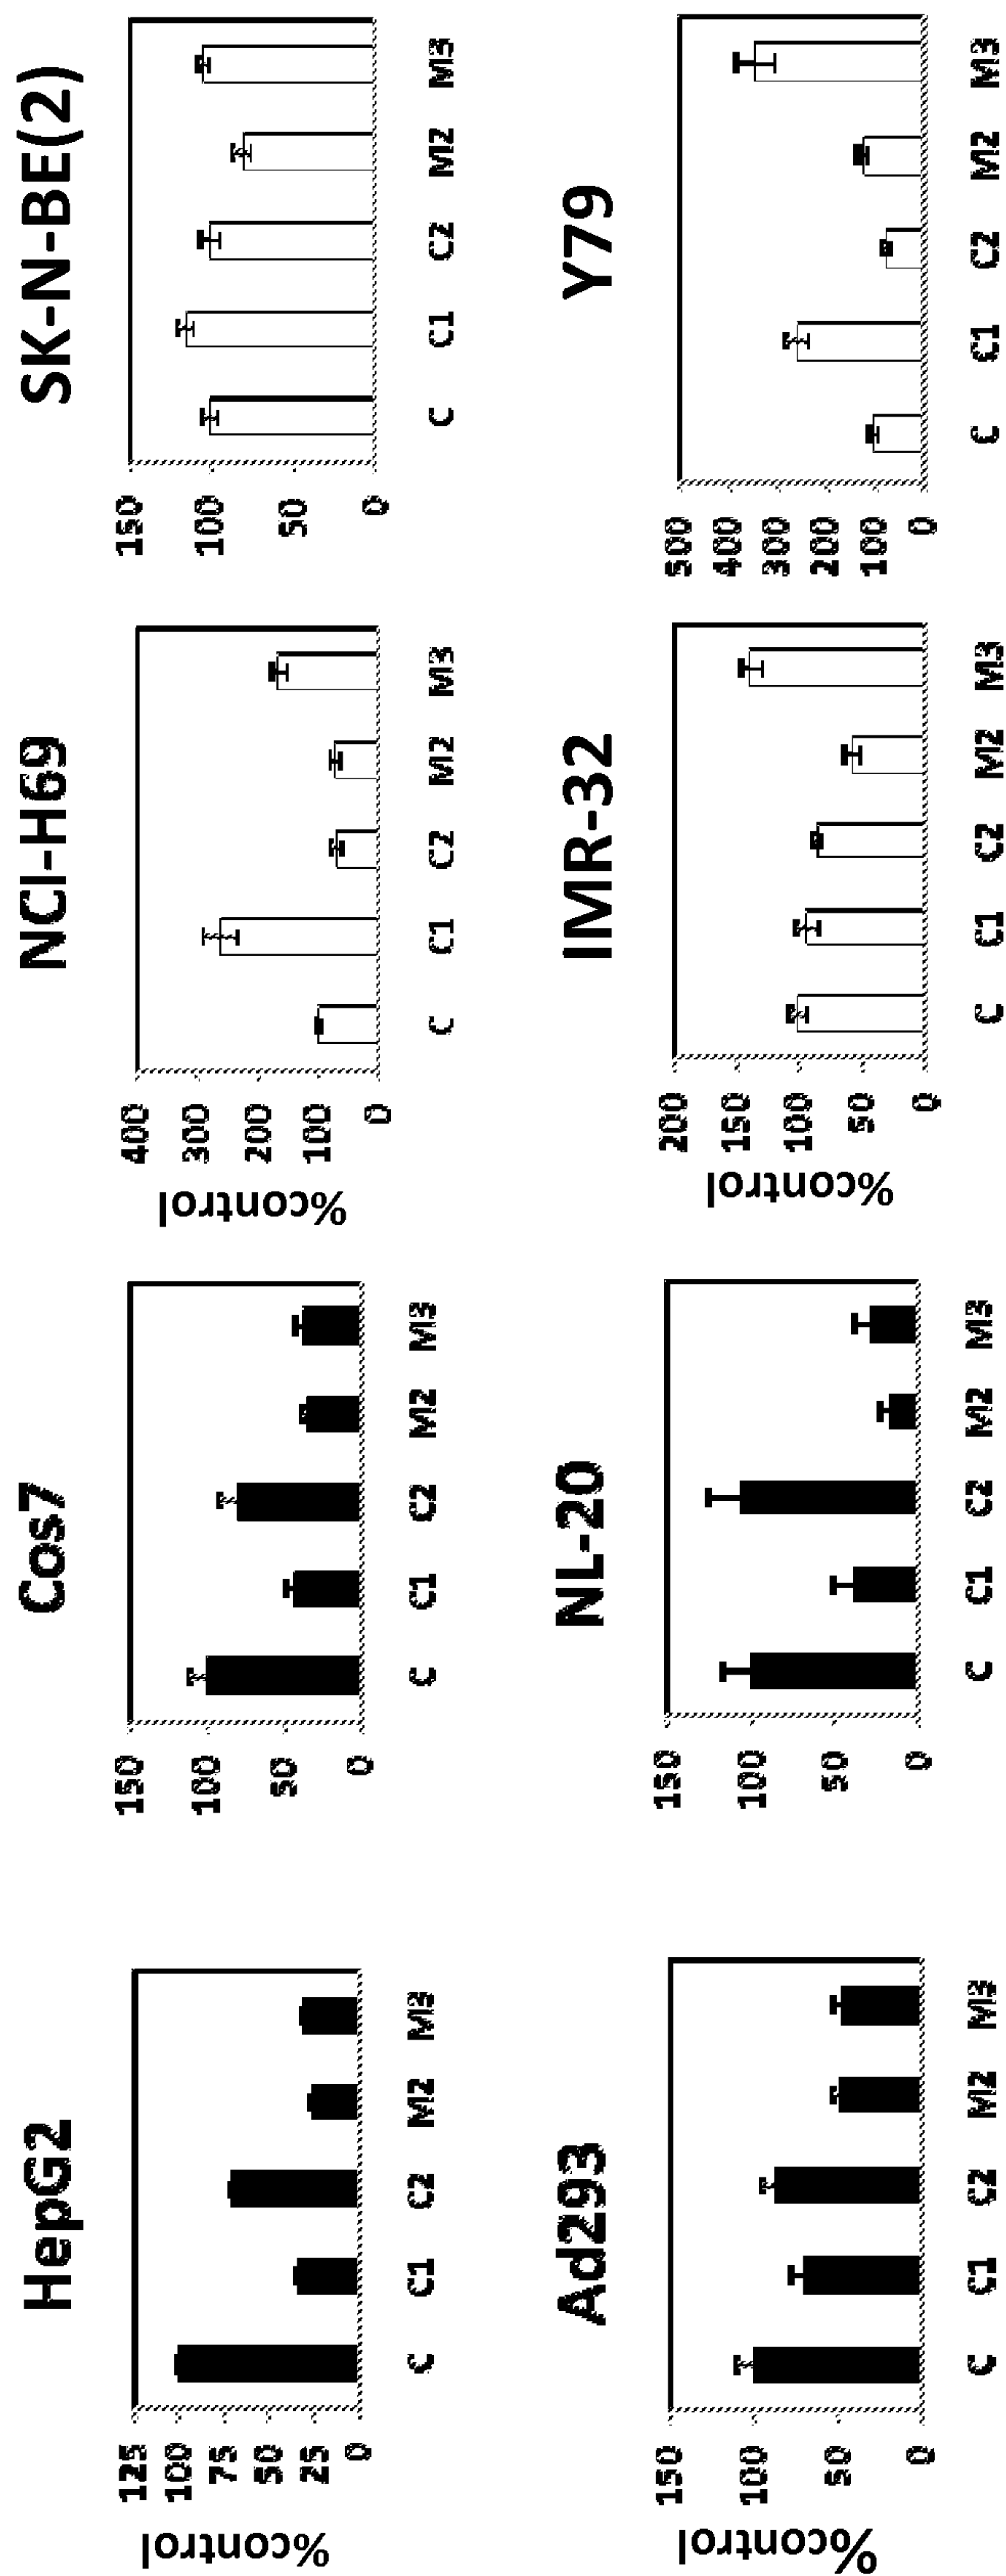 HepG2
%control
125
100
75
50
25
0
C C1 C2 M2 M3
Cos7
150
100
50
0
C C1 C2 M2 M3
NCI-H69
%control
400
300
200
100
0
C C1 C2 M2 M3
SK-N-BE(2)
150
100
50
0
C C1 C2 M2 M3
Ad293
%control
150
100
50
0
C C1 C2 M2 M3
NL-20
150
100
50
0
C C1 C2 M2 M3
IMR-32
%control
200
150
100
50
0
C C1 C2 M2 M3
Y79
500
400
300
200
100
0
C C1 C2 M2 M3